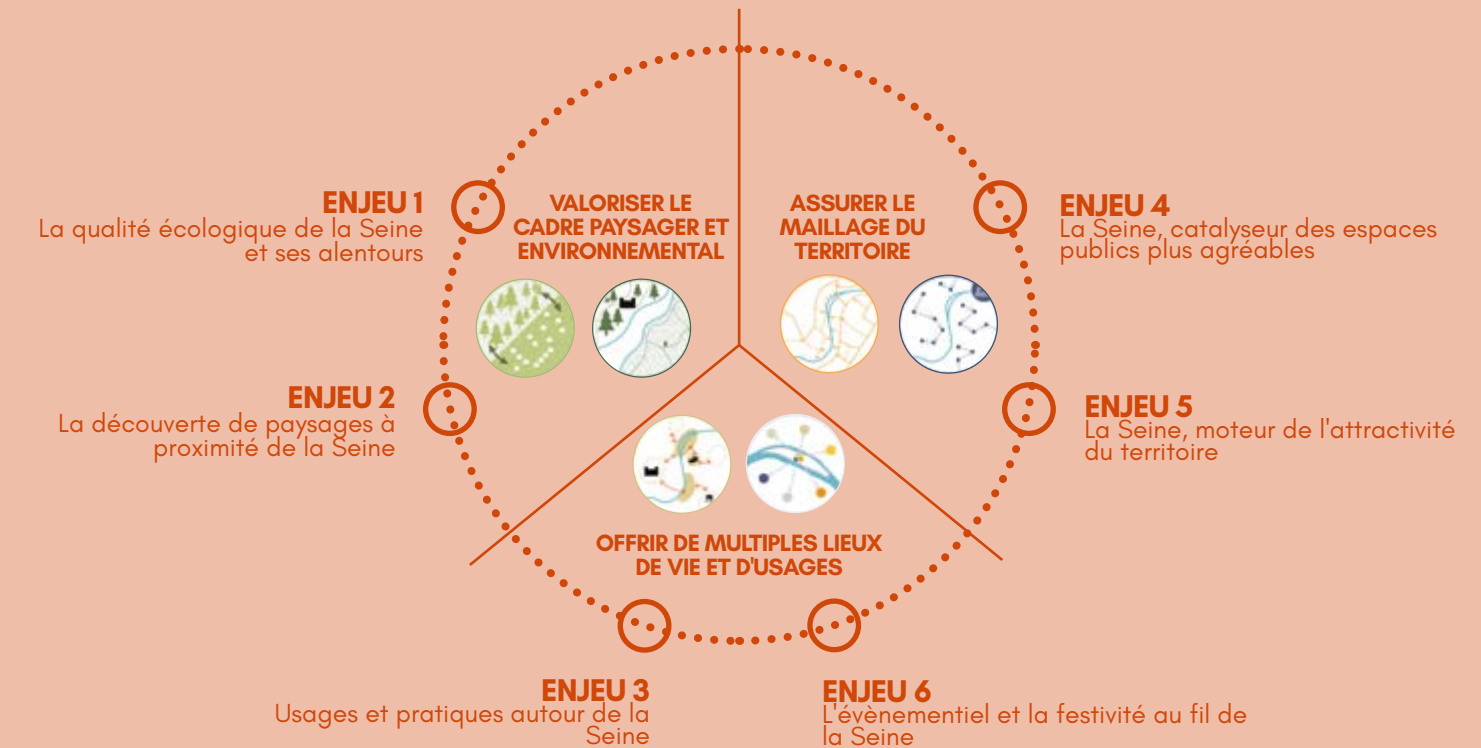 ENJEU 1
La qualité écologique de la Seine
et ses alentours
VALORISER LE
CADRE PAYSAGER ET
ENVIRONNEMENTAL
ASSURER LE
MAILLAGE DU
TERRITOIRE
ENJEU 4
La Seine, catalyseur des espaces
publics plus agréables
ENJEU 2
La découverte de paysages à
proximité de la Seine
ENJEU 5
La Seine, moteur de l'attractivité
du territoire
OFFRIR DE MULTIPLES LIEUX
DE VIE ET D'USAGES
ENJEU 3
Usages et pratiques autour de la
Seine
ENJEU 6
L'évènementiel et la festivité au fil de
la Seine